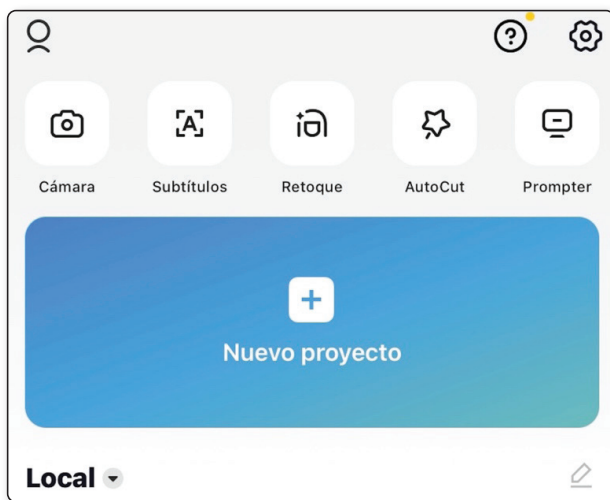 Cámara
Subtítulos
Retoque
AutoCut
Prompter
Nuevo proyecto
Local